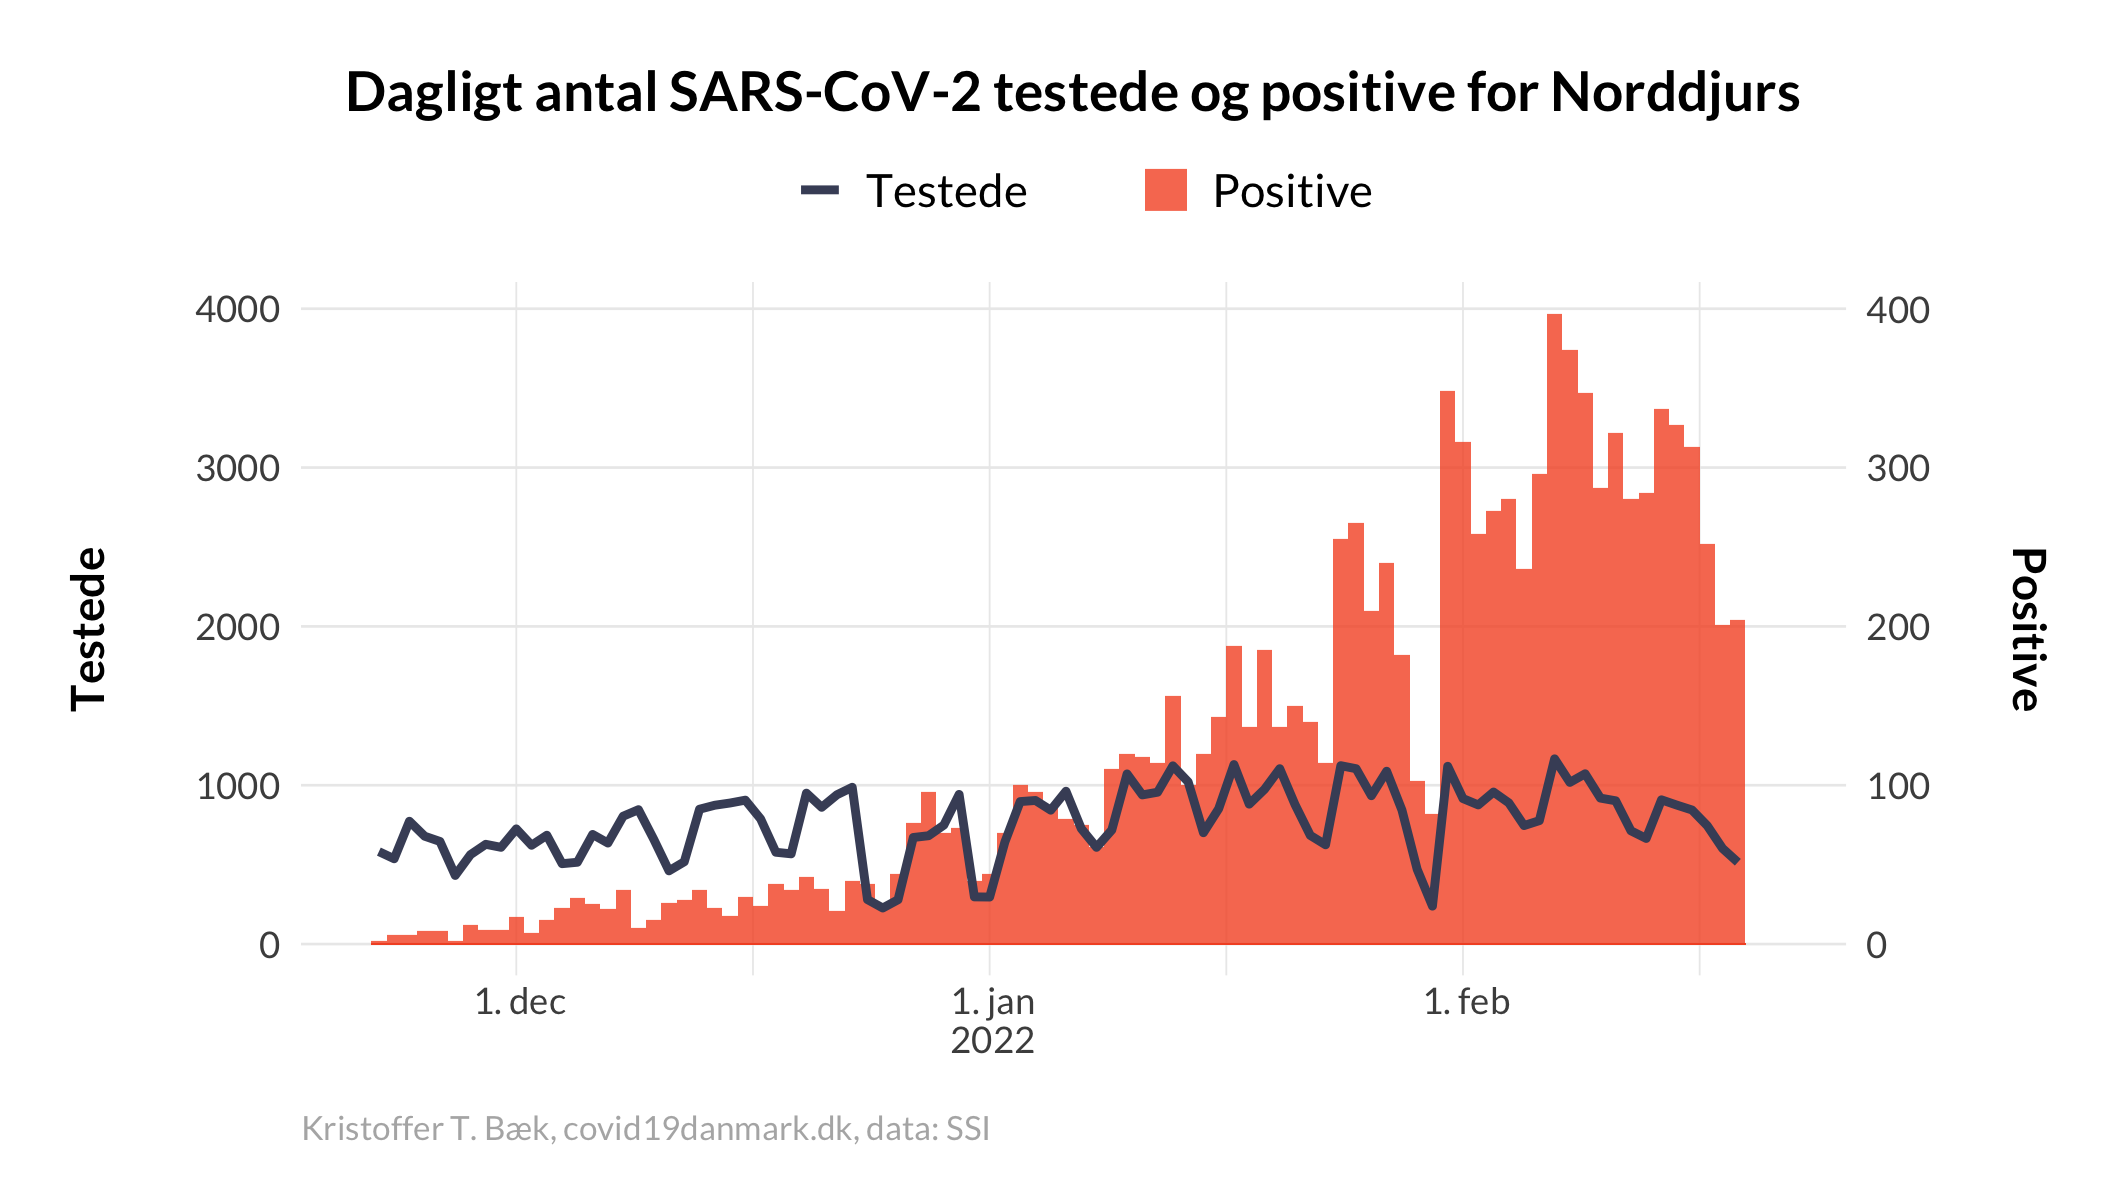 Dagligt antal SARS-CoV-2 testede og positive for Norddjurs
Testede
Positive
4000
3000
2000
1000
0
400
300
200
100
0
Testede
Positive
1. dec
1. jan
2022
1. feb
Kristoffer T. Bæk, covid19danmark.dk, data: SSI